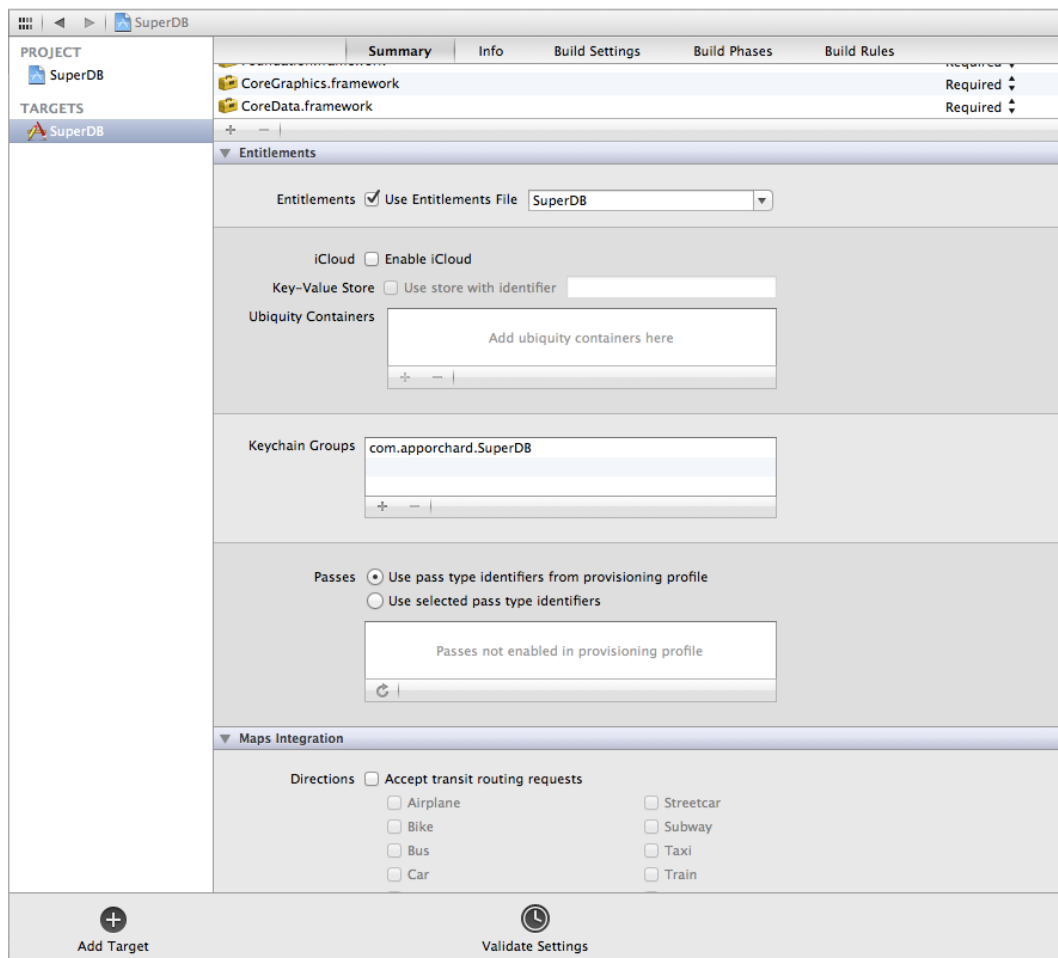 SuperDB
PROJECT
SuperDB
TARGETS
SuperDB
Summary Info Build Settings Build Phases Build Rules
CoreGraphics.framework Required
CoreData.framework Required
Entitlements
Entitlements Use Entitlements File SuperDB
iCloud Enable iCloud
Key-Value Store Use store with identifier
Ubiquity Containers
Add ubiquity containers here
Keychain Groups com.apporchard.SuperDB
Passes Use pass type identifiers from provisioning profile
Use selected pass type identifiers
Passes not enabled in provisioning profile
Maps Integration
Directions Accept transit routing requests
Airplane Streetcar
Bike Subway
Bus Taxi
Car Train
Add Target Validate Settings